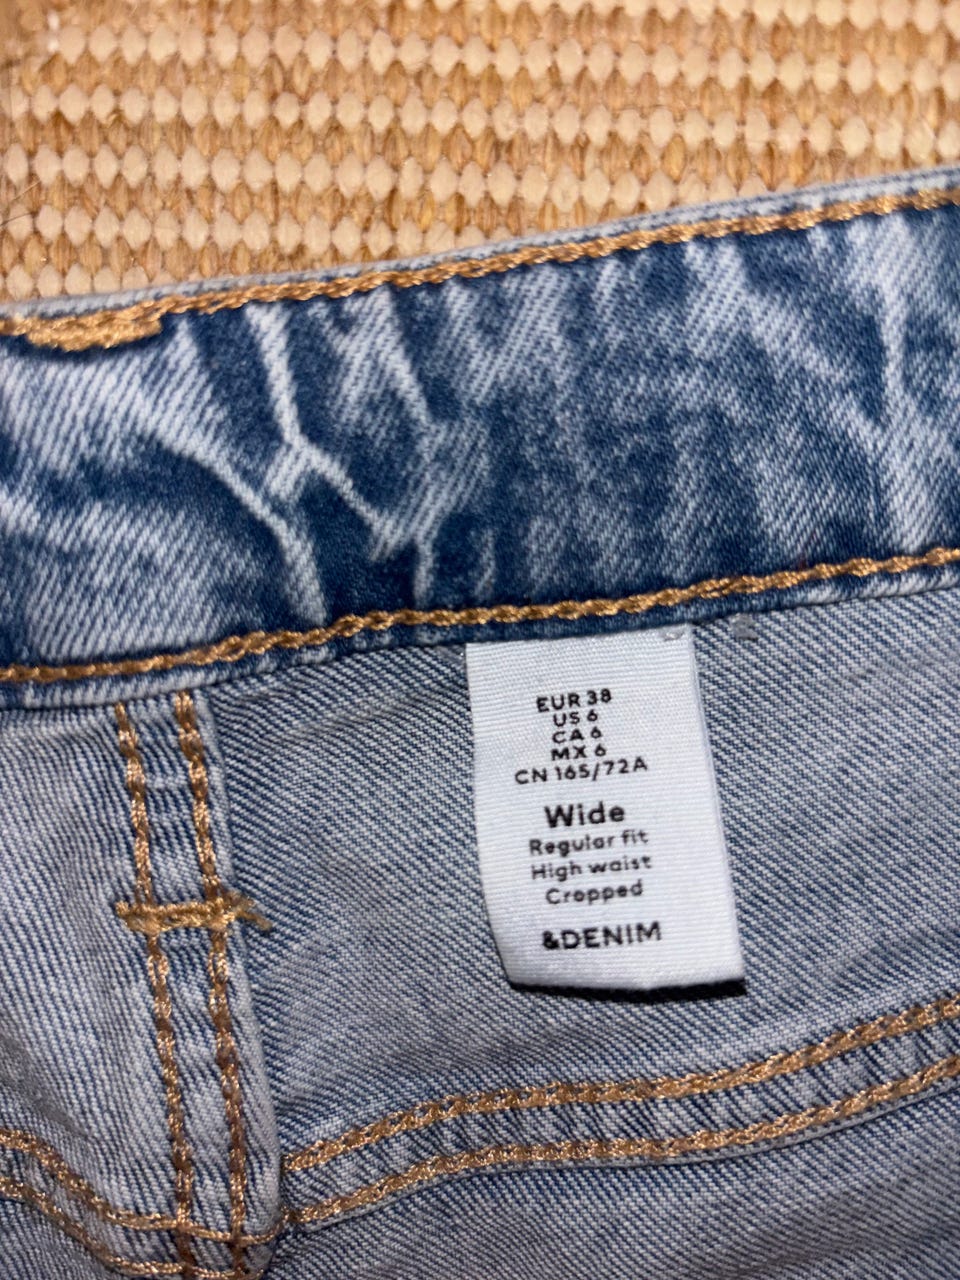 EUR 38
US 6
CA 6
MX 6
CN 165/72A
Wide
Regular fit
High waist
Cropped
&DENIM